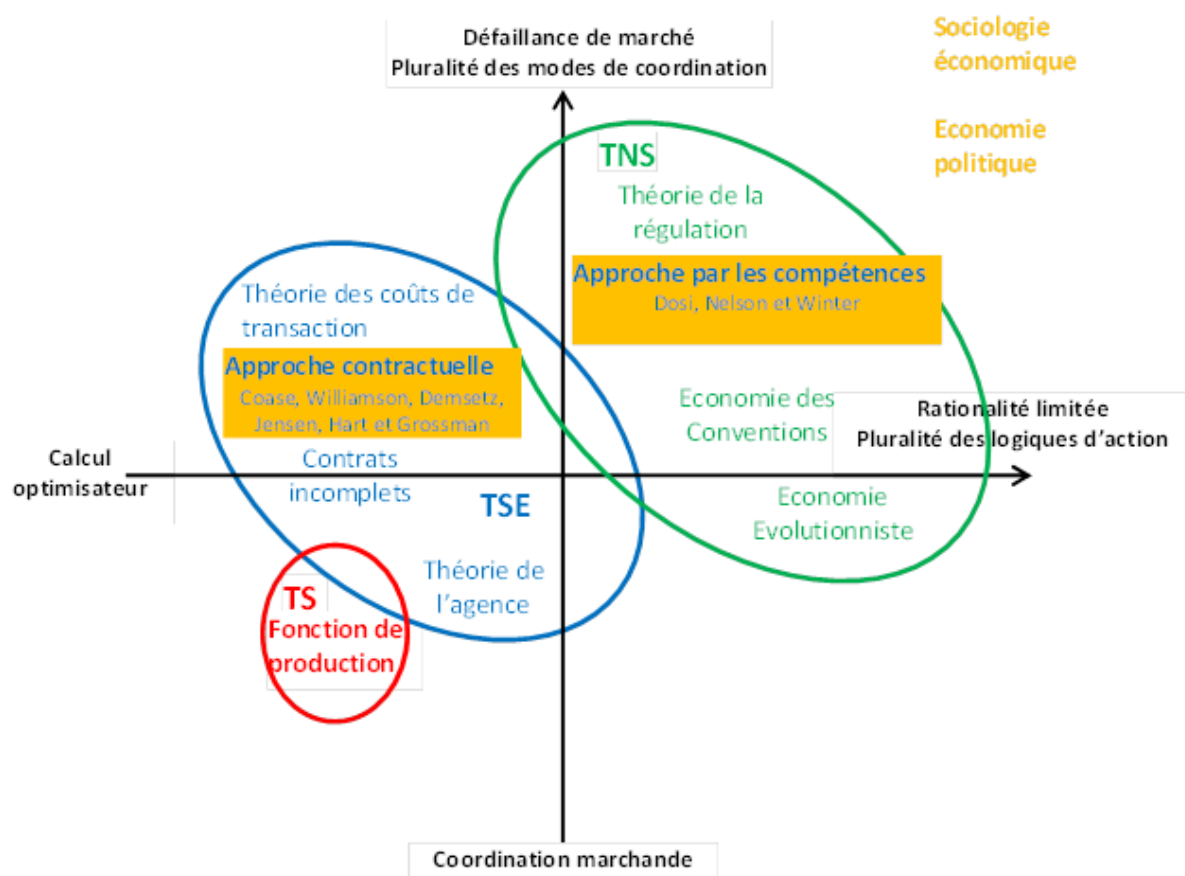 Défaillance de marché
Pluralité des modes de coordination
Sociologie
économique
Economie
politique
TNS
Théorie de la
régulation
Approche par les compétences
Dosi, Nelson et Winter
Théorie des coûts de
transaction
Approche contractuelle
Coase, Williamson, Demsetz,
Jensen, Hart et Grossman
Economie des
Conventions
Rationalité limitée
Pluralité des logiques d'action
Calcul
optimisateur
Contrats
incomplets
TSE
Economie
Evolutionniste
Théorie de
l'agence
TS
Fonction de
production
Coordination marchande